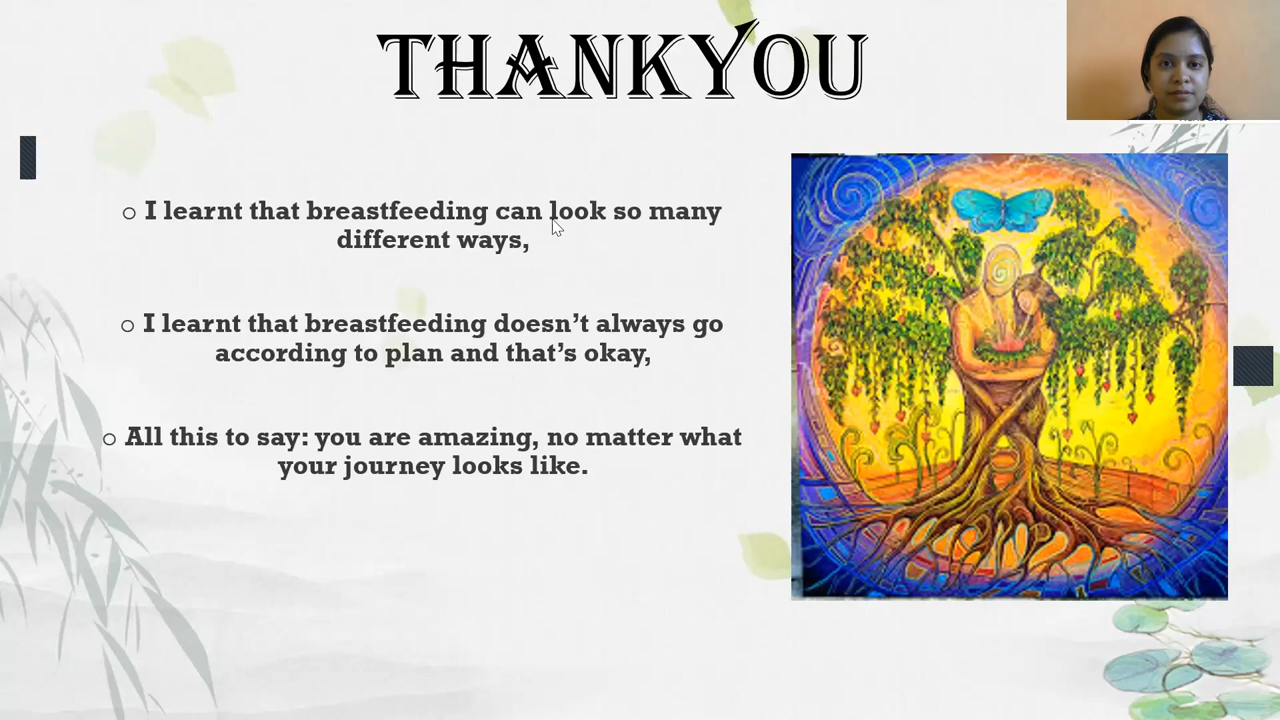 THANKYOU
○ I learnt that breastfeeding can look so many
different ways,
○ I learnt that breastfeeding doesn’t always go
according to plan and that’s okay,
○ All this to say: you are amazing, no matter what
your journey looks like.